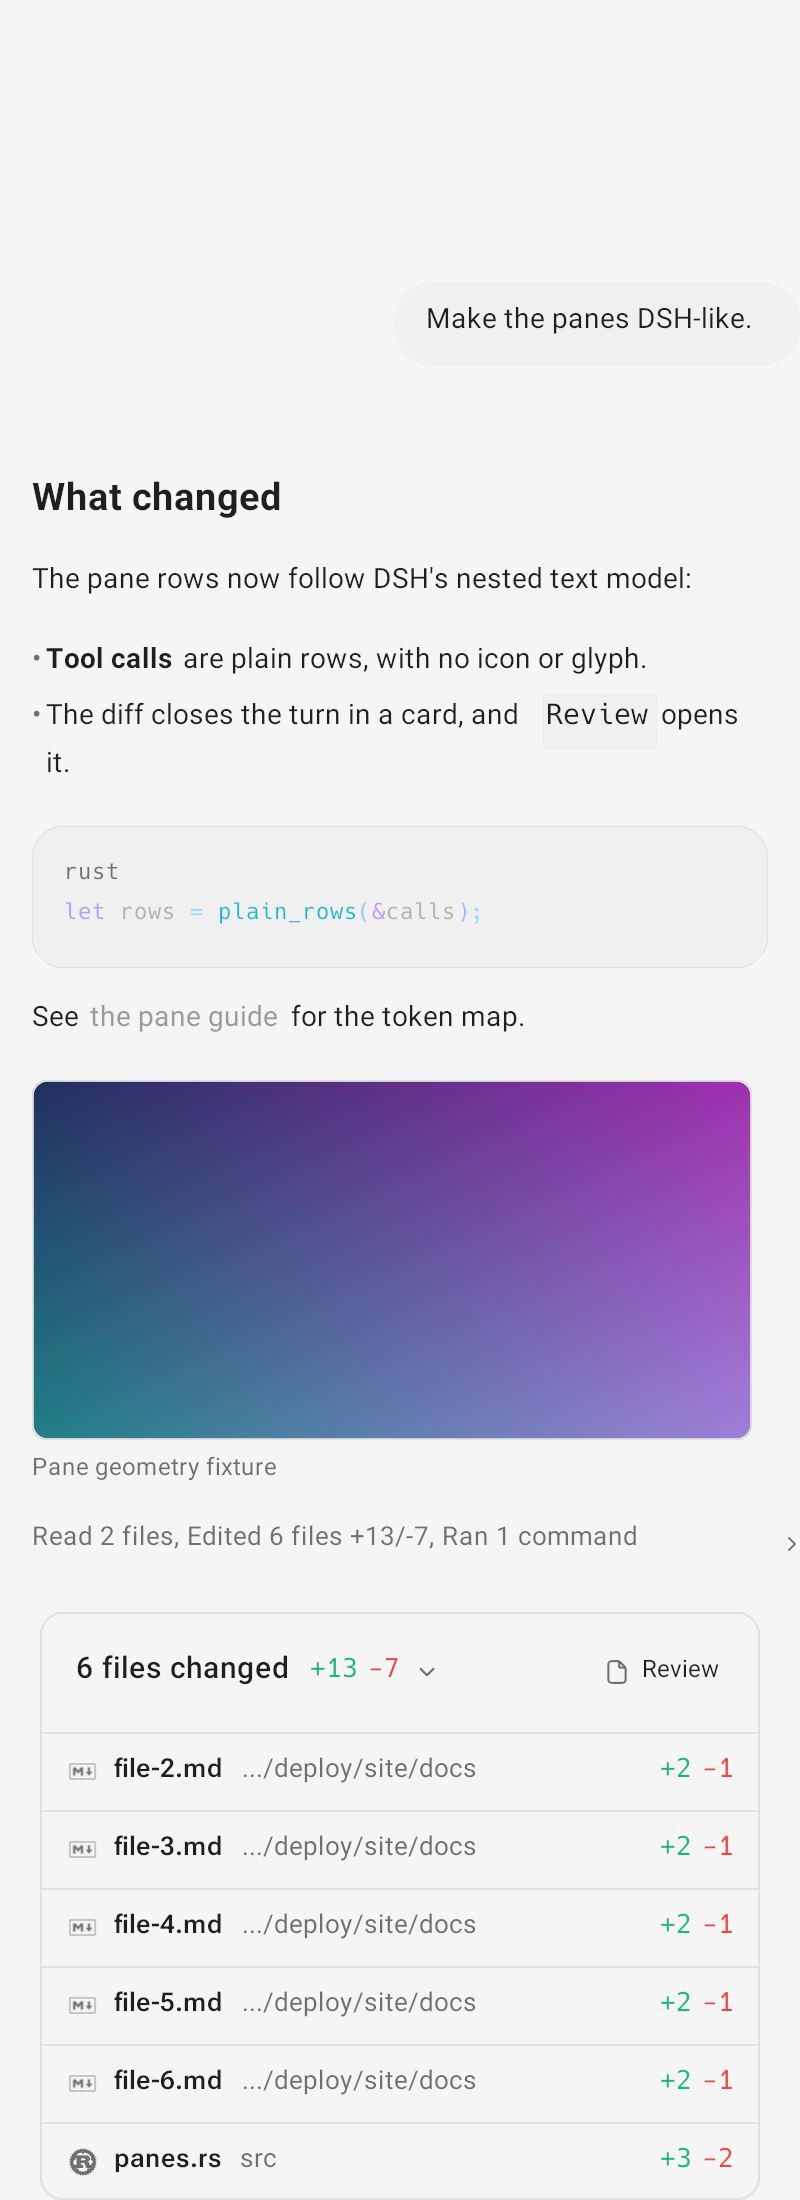 Make the panes DSH-like.
What changed
The pane rows now follow DSH's nested text model:
• Tool calls are plain rows, with no icon or glyph.
• The diff closes the turn in a card, and Review opens
it.
rust
let rows = plain_rows(&calls);
See the pane guide for the token map.
Pane geometry fixture
Read 2 files, Edited 6 files +13/-7, Ran 1 command
6 files changed +13 -7 Review
M↓ file-2.md .../deploy/site/docs +2 -1
M↓ file-3.md .../deploy/site/docs +2 -1
M↓ file-4.md .../deploy/site/docs +2 -1
M↓ file-5.md .../deploy/site/docs +2 -1
M↓ file-6.md .../deploy/site/docs +2 -1
R panes.rs src +3 -2